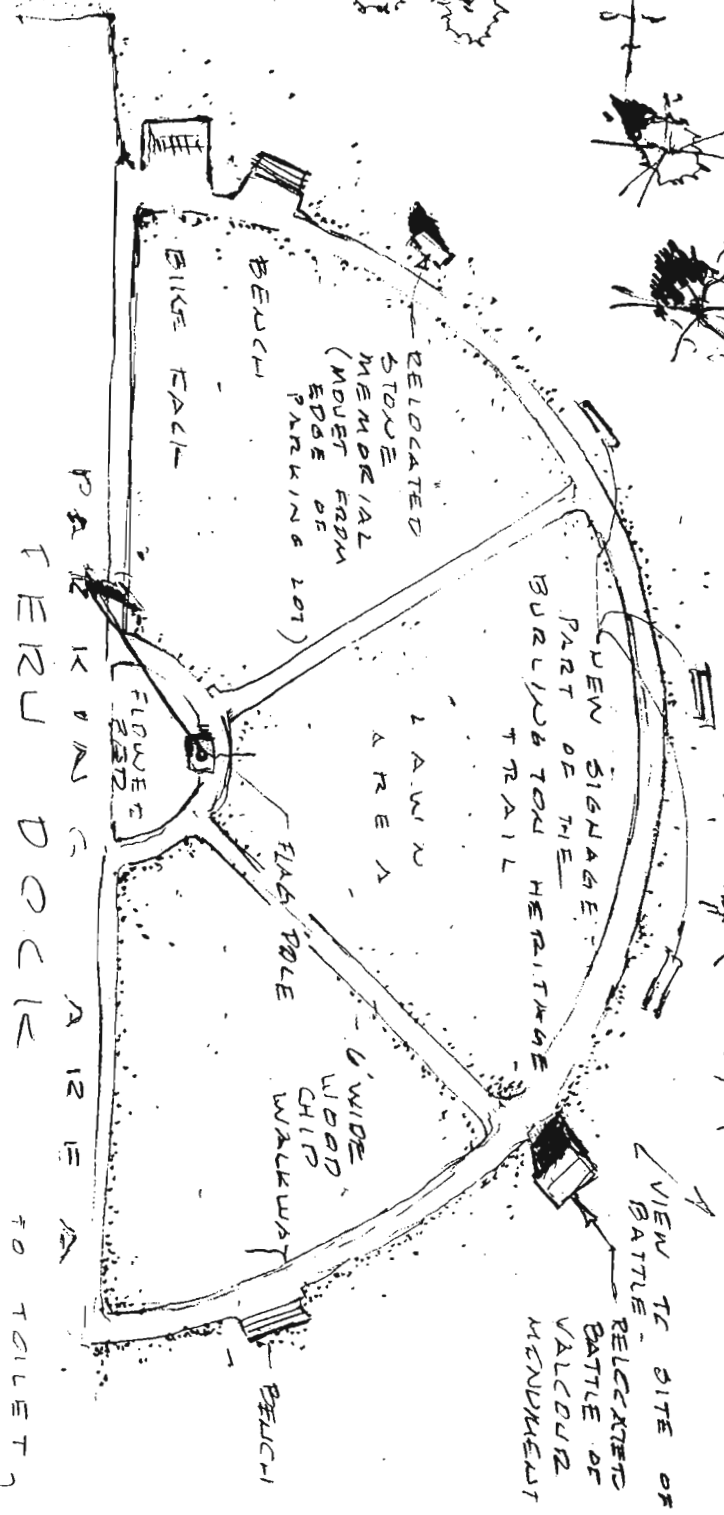 VIEW TO SITE OF
BATTLE -
RELOCATED
BATTLE OF
VALCOUR
MONUMENT
NEW SIGNAGE -
PART OF THE
BURLINGTON HERITAGE
TRAIL
RELOCATED
STONE
MEMORIAL
(MOVET FROM
EDGE OF
PARKING LOT)
LAWN
AREA
BENCH
BIKE RACK
FLAG POLE
6' WIDE
WOOD
CHIP
WALKWAY
BENCH
FLOWER
BED
PARKING AREA
DOCK
TO TOILET